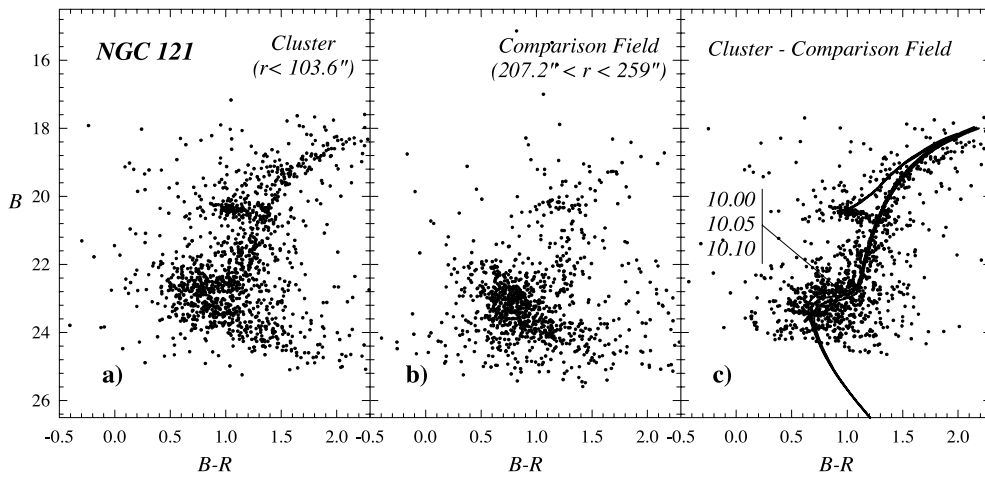 NGC 121
Cluster
(r< 103.6")
Comparison Field
(207.2" < r < 259")
Cluster - Comparison Field
16
18
20
22
24
26
B
10.00
10.05
10.10
a)
b)
c)
-0.5 0.0 0.5 1.0 1.5 2.0 -0.5 0.0 0.5 1.0 1.5 2.0 -0.5 0.0 0.5 1.0 1.5 2.0
B-R B-R B-R